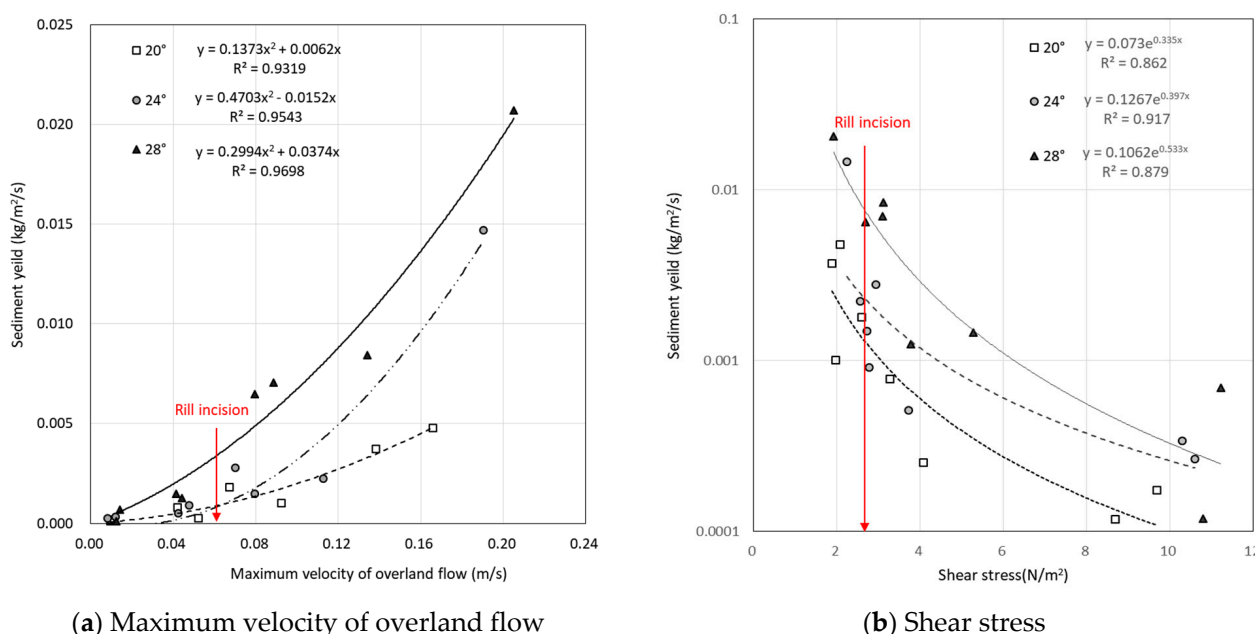 0.025
0.020
0.015
0.010
0.005
0.000
Sediment yeild (kg/m²/s)
20° y = 0.1373x² + 0.0062x
R² = 0.9319
24° y = 0.4703x² - 0.0152x
R² = 0.9543
28° y = 0.2994x² + 0.0374x
R² = 0.9698
Rill incision
0.00 0.04 0.08 0.12 0.16 0.20 0.24
Maximum velocity of overland flow (m/s)
(a) Maximum velocity of overland flow
0.1
0.01
0.001
0.0001
Sediment yeild (kg/m²/s)
20° y = 0.073e^0.335x
R² = 0.862
24° y = 0.1267e^0.397x
R² = 0.917
28° y = 0.1062e^0.533x
R² = 0.879
Rill incision
0 2 4 6 8 10 12
Shear stress(N/m²)
(b) Shear stress